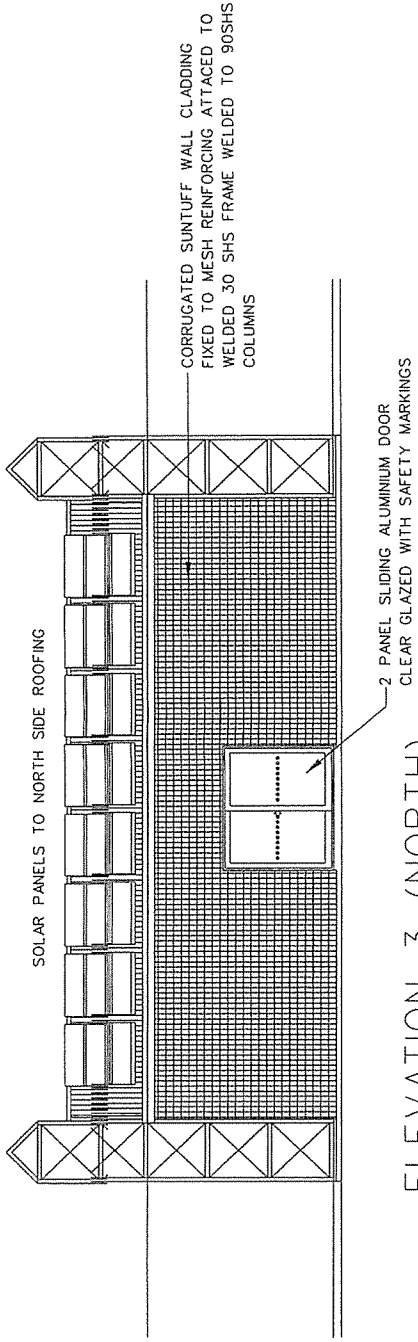 SOLAR PANELS TO NORTH SIDE ROOFING
CORRUGATED SUNTUFF WALL CLADDING
FIXED TO MESH REINFORCING ATTACED TO
WELDED 30 SHS FRAME WELDED TO 90SHS
COLUMNS
2 PANEL SLIDING ALUMINIUM DOOR
CLEAR GLAZED WITH SAFETY MARKINGS
ELEVATION 3 (NORTH)